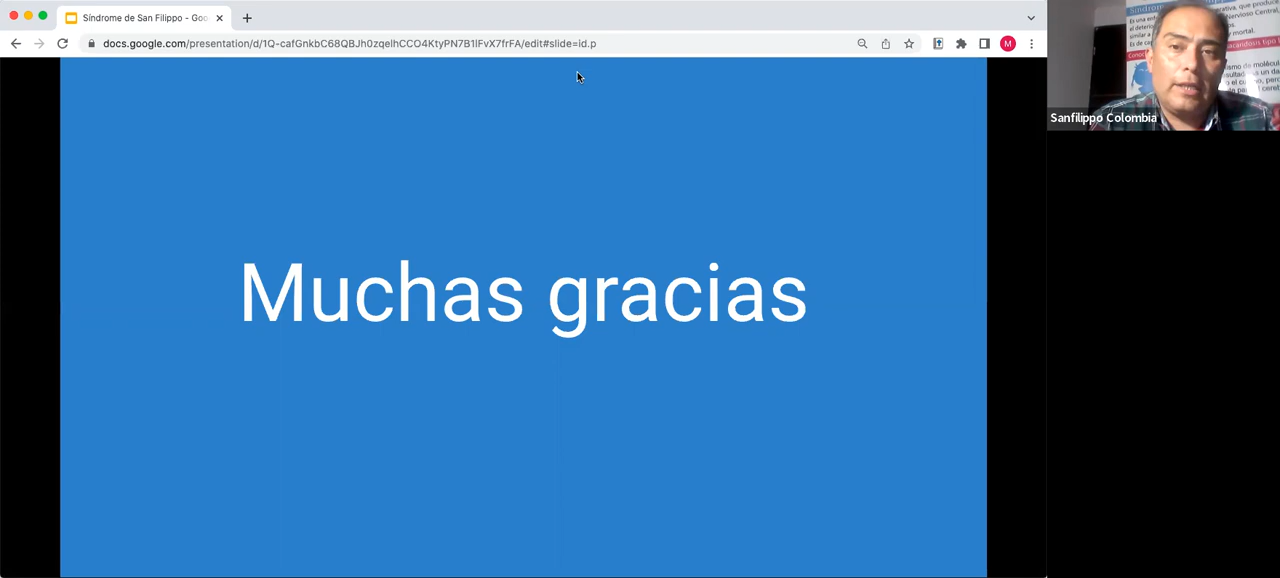 Síndrome de San Filippo - Goo
docs.google.com/presentation/d/1Q-cafGnkbC68QBJh0zqelhCCO4KtyPN7B1lFvX7frFA/edit#slide=id.p
M
Muchas gracias
Sanfilippo Colombia